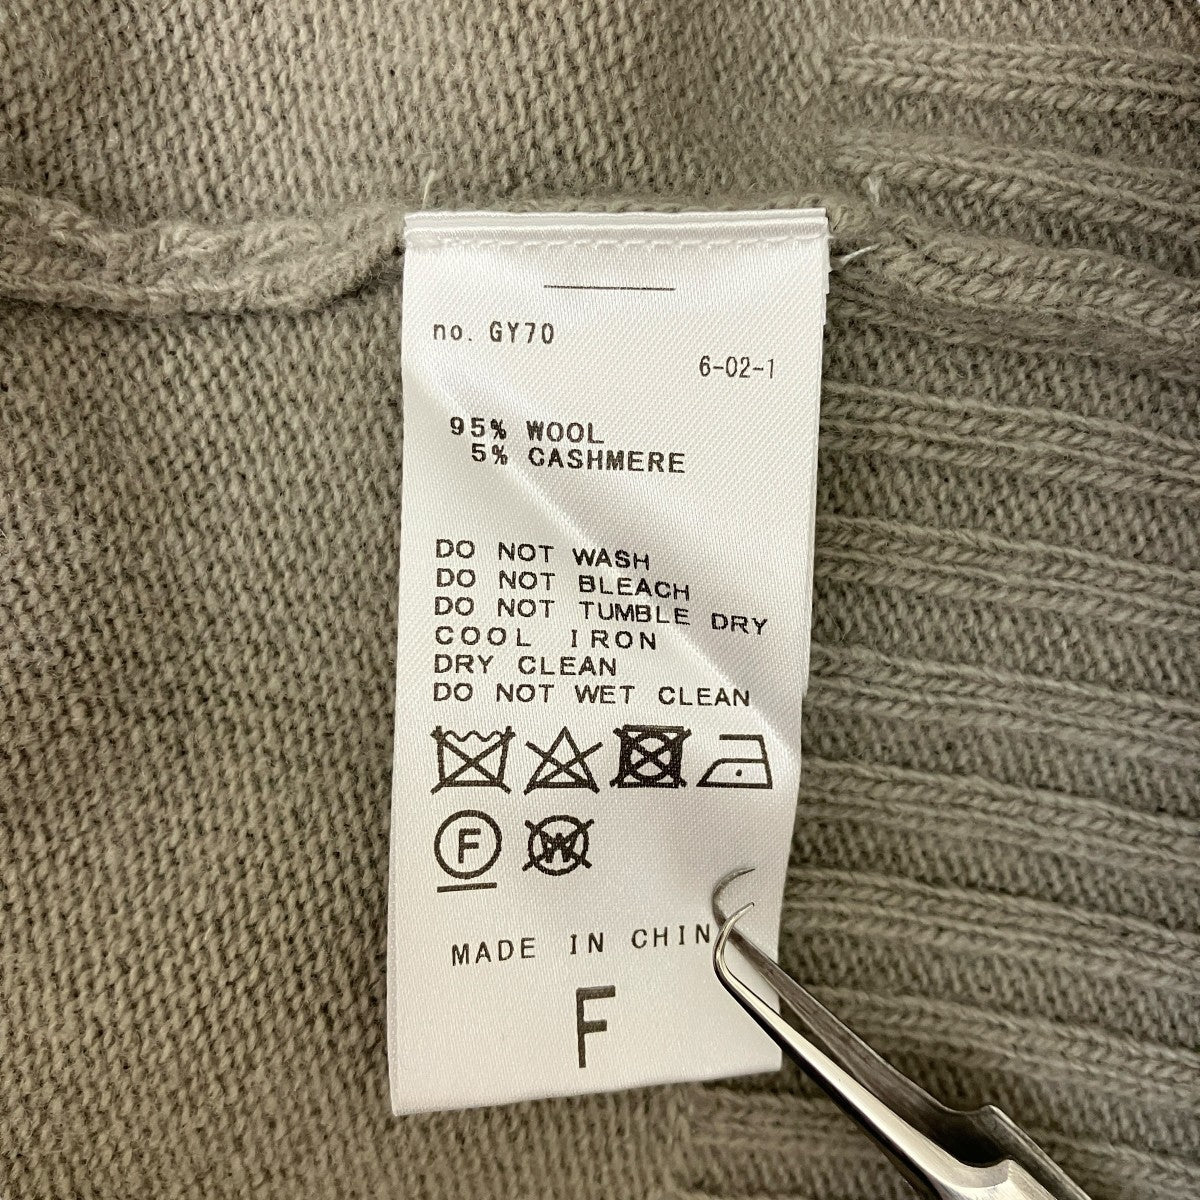 no. GY70
6-02-1
95% WOOL
5% CASHMERE
DO NOT WASH
DO NOT BLEACH
DO NOT TUMBLE DRY
COOL IRON
DRY CLEAN
DO NOT WET CLEAN
F W
MADE IN CHIN
F